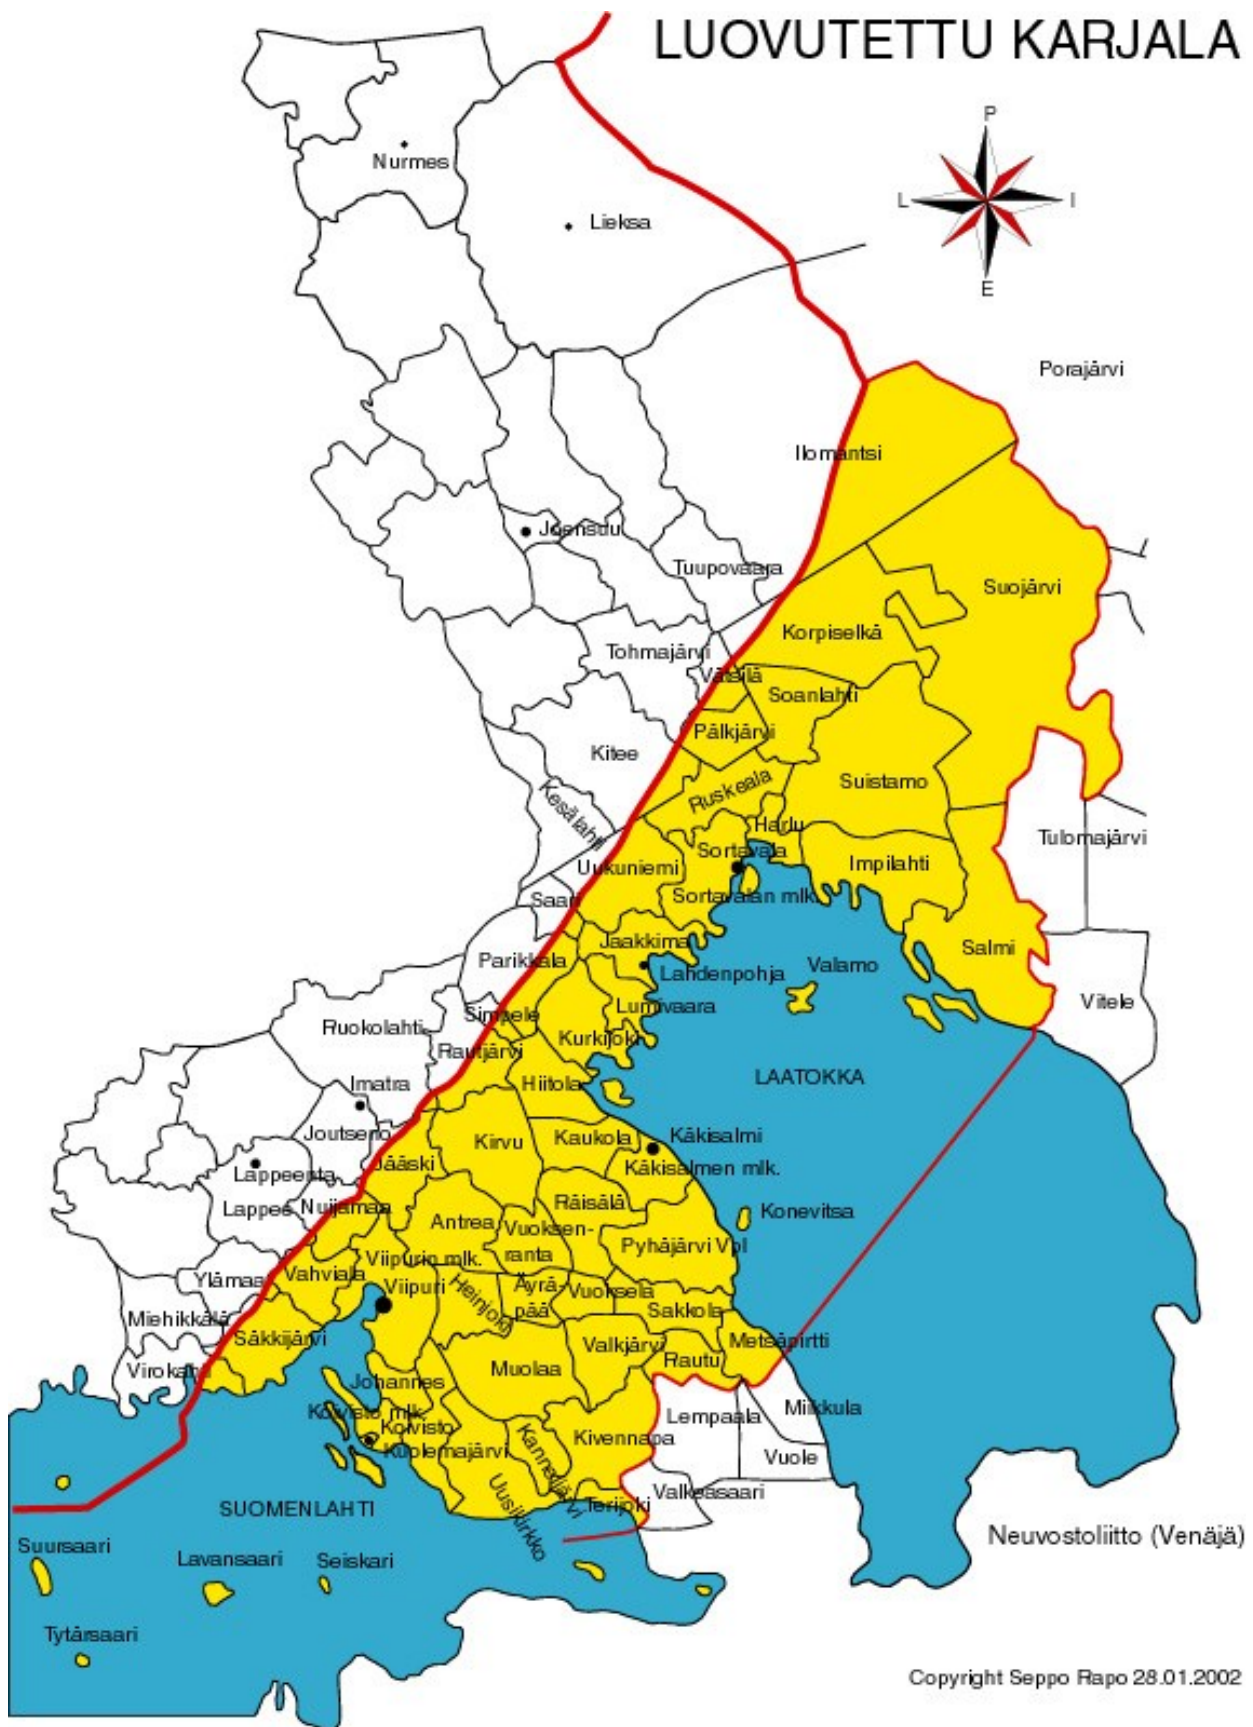 LUOVUTETTU KARJALA
P
L
I
E
Nurmes
Lieksa
Porajärvi
Ilomantsi
Joensuu
Tuupovaara
Suojärvi
Korpiselkä
Tohmajärvi
Värtsilä
Soanlahti
Pälkjärvi
Kitee
Ruskeala
Suistamo
Kesälahti
Harlu
Tulomajärvi
Sortavala
Uukuniemi
Impilahti
Sortavalan mlk.
Saari
Jaakkima
Salmi
Parikkala
Lahdenpohja
Valamo
Vitele
Lumivaara
Simpele
Ruokolahti
Kurkijoki
Rautjärvi
LAATOKKA
Imatra
Hiitola
Joutseno
Kirvu
Kaukola
Käkisalmi
Jääski
Käkisalmen mlk.
Lappeenta
Räisälä
Lappee
Nuijamaa
Antrea
Konevitsa
Vuoksen-
ranta
Pyhäjärvi Vpl
Viipurin mlk.
Vahviala
Ylämaa
Viipuri
Heinjoki
Äyrä-
pää
Vuoksela
Sakkola
Miehikkälä
Säkkijärvi
Valkjärvi
Metsäpirtti
Rautu
Virolahti
Muolaa
Johannes
Koivisto mlk.
Koivisto
Lempaala
Miikkula
Kuolemajärvi
Kanneljärvi
Kivennapa
Vuole
Uusikirkko
Valkeasaari
Terijoki
SUOMENLAHTI
Neuvostoliitto (Venäjä)
Suursaari
Lavansaari
Seiskari
Tytärsaari
Copyright Seppo Rapo 28.01.2002